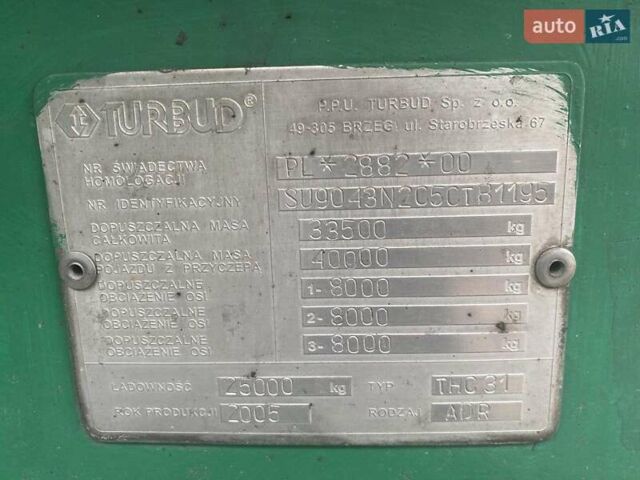 auto RIA .com
TURBUD®
P.P.U. TURBUD Sp. z o.o.
49-305 BRZEG, ul. Starobrzeska 67
NR ŚWIADECTWA HOMOLOGACJI PL*2882*00
NR IDENTYFIKACYJNY SU9043N205CT81195
DOPUSZCZALNA MASA CAŁKOWITA 33500 kg
DOPUSZCZALNA MASA POJAZDU Z PRZYCZEPĄ 40000 kg
DOPUSZCZALNE OBCIĄŻENIE OSI 1- 8000 kg
DOPUSZCZALNE OBCIĄŻENIE OSI 2- 8000 kg
DOPUSZCZALNE OBCIĄŻENIE OSI 3- 8000 kg
ŁADOWNOŚĆ 25000 kg TYP THC 31
ROK PRODUKCJI 2005 RODZAJ ADR